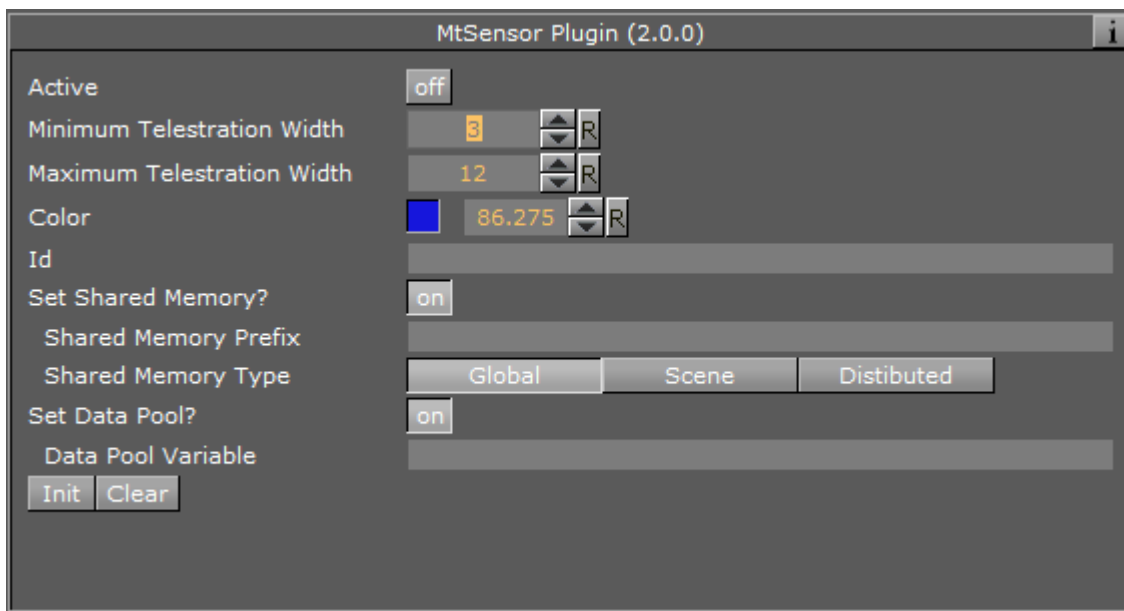 MtSensor Plugin (2.0.0) i
Active off
Minimum Telestration Width 3 R
Maximum Telestration Width 12 R
Color 86.275 R
Id
Set Shared Memory? on
Shared Memory Prefix
Shared Memory Type Global Scene Distibuted
Set Data Pool? on
Data Pool Variable
Init Clear